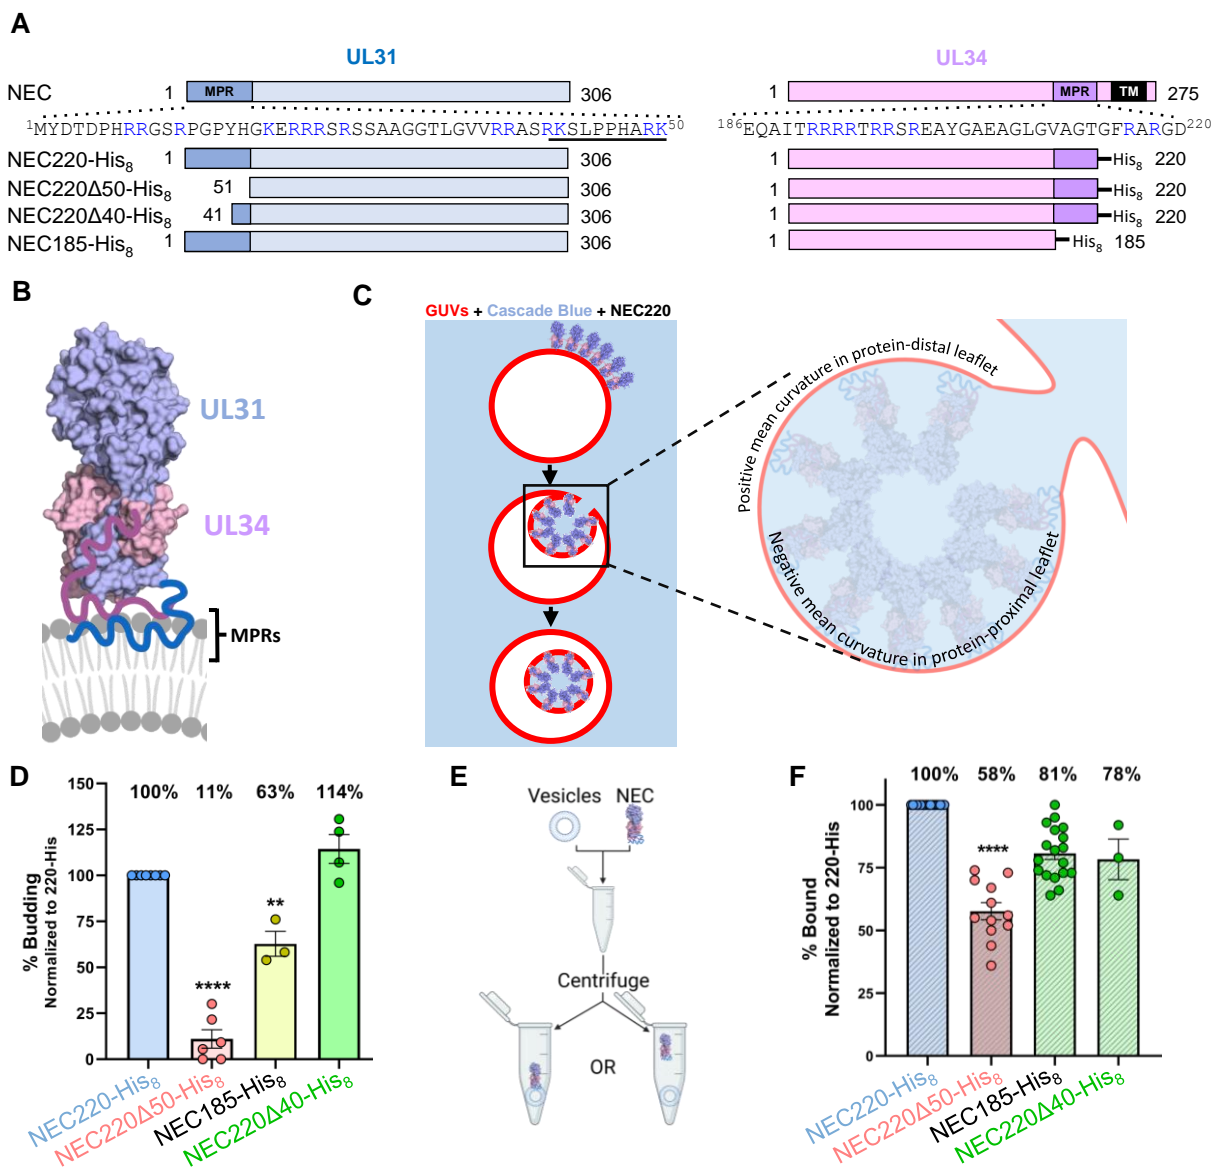 A
UL31 UL34
NEC 1 MPR 306 1 MPR TM 275
1MYDTDPHRRGSRPGPYHGKERRRSRSSAAGGTLGVVRRASRKSLPPHARK50 186EQAITRRRRTRRSREAYGAEAGLGVAGTGFRARGD220
NEC220-His8 1 306 1 His8 220
NEC220Δ50-His8 51 306 1 His8 220
NEC220Δ40-His8 41 306 1 His8 220
NEC185-His8 1 306 1 His8 185
B
UL31
UL34
MPRs
C
GUVs + Cascade Blue + NEC220
Positive mean curvature in protein-distal leaflet
Negative mean curvature in protein-proximal leaflet
D
100% 11% 63% 114%
% Budding
Normalized to 220-His
150
125
100
75
50
25
0
****
**
NEC220-His8
NEC220Δ50-His8
NEC185-His8
NEC220Δ40-His8
E
Vesicles NEC
Centrifuge
OR
F
100% 58% 81% 78%
% Bound
Normalized to 220-His
100
75
50
25
0
****
NEC220-His8
NEC220Δ50-His8
NEC185-His8
NEC220Δ40-His8